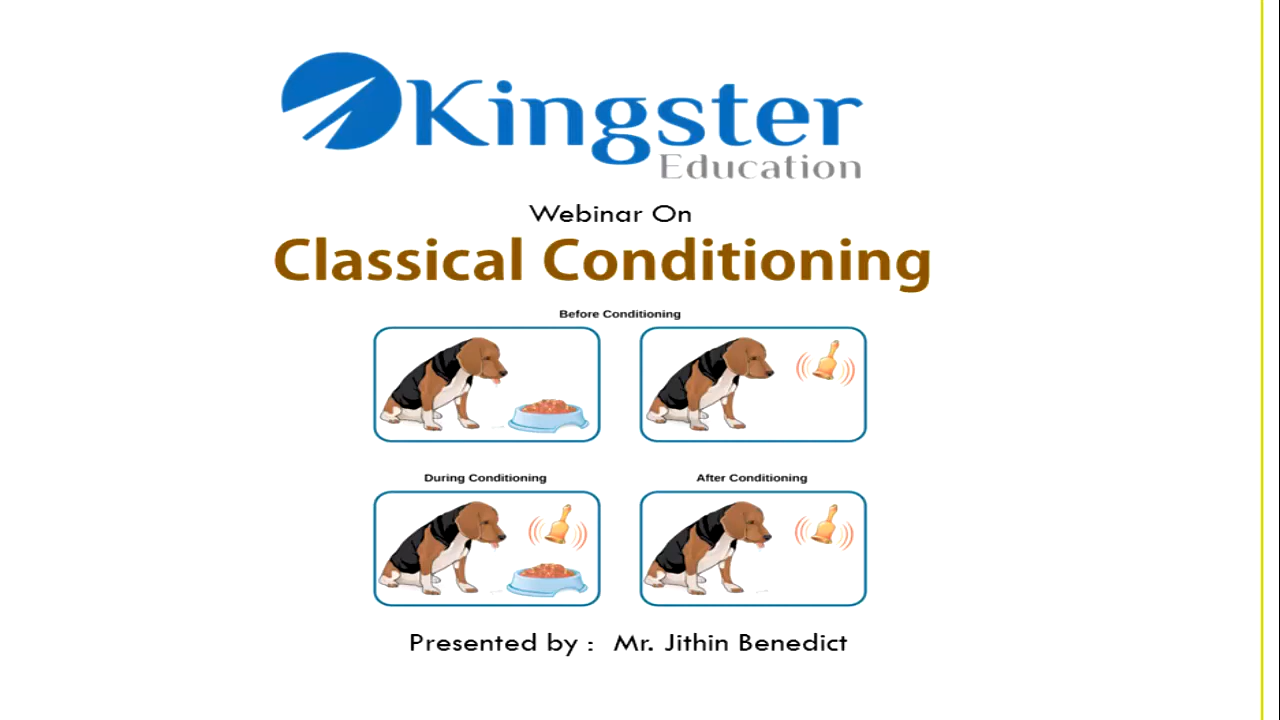 Kingster
Education
Webinar On
Classical Conditioning
Before Conditioning
During Conditioning
After Conditioning
Presented by : Mr. Jithin Benedict